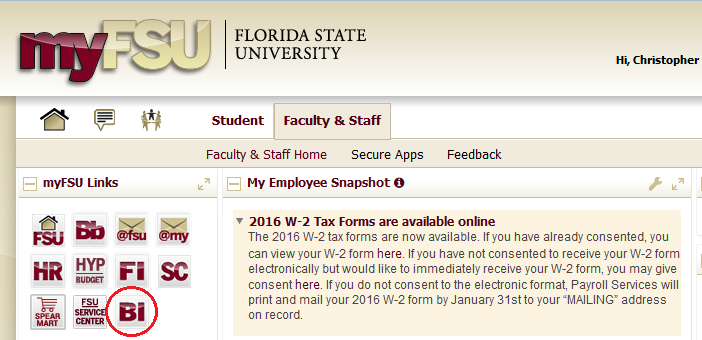 myFSU
FLORIDA STATE
UNIVERSITY
Hi, Christopher
Student
Faculty & Staff
Faculty & Staff Home
Secure Apps
Feedback
myFSU Links
My Employee Snapshot
FSU
Bb
@fsu
@my
HR
HYP
BUDGET
FI
SC
SPEAR
MART
FSU
SERVICE
CENTER
BI
2016 W-2 Tax Forms are available online
The 2016 W-2 tax forms are now available. If you have already consented, you
can view your W-2 form here. If you have not consented to receive your W-2 form
electronically but would like to immediately receive your W-2 form, you may give
consent here. If you do not consent to the electronic format, Payroll Services will
print and mail your 2016 W-2 form by January 31st to your “MAILING” address
on record.